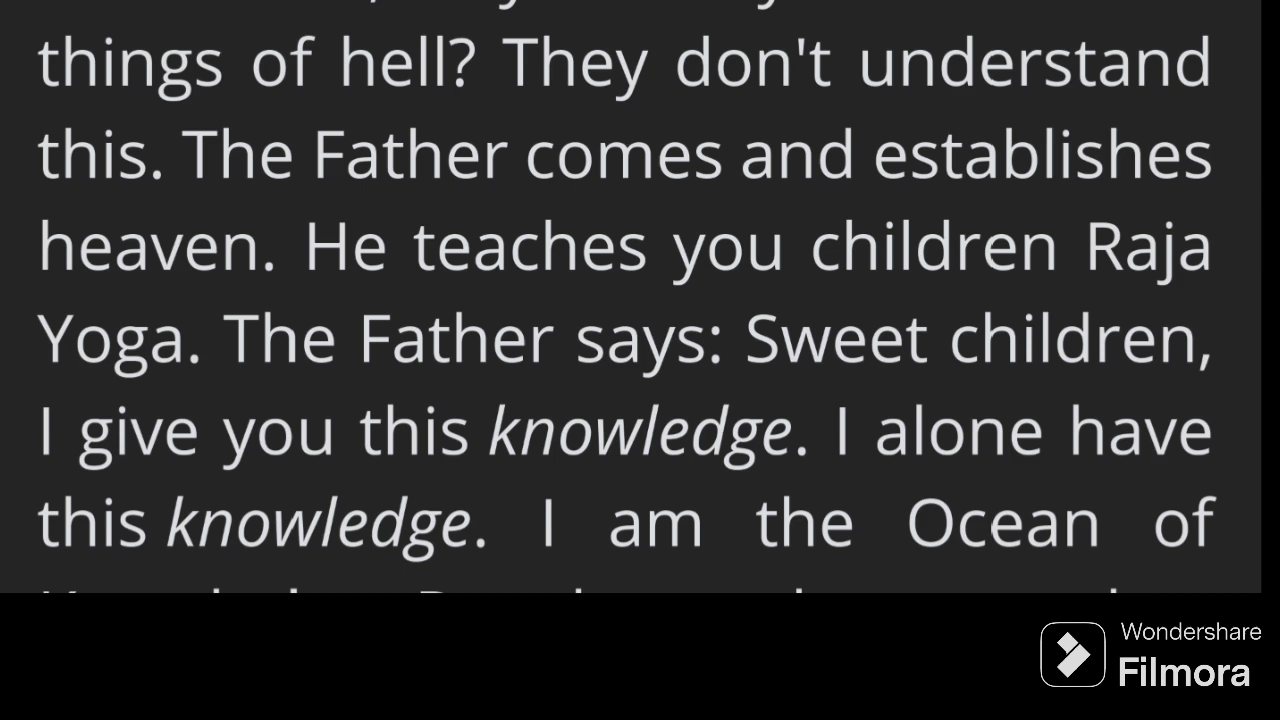 things of hell? They don't understand
this. The Father comes and establishes
heaven. He teaches you children Raja
Yoga. The Father says: Sweet children,
I give you this knowledge. I alone have
this knowledge. I am the Ocean of
Wondershare
Filmora